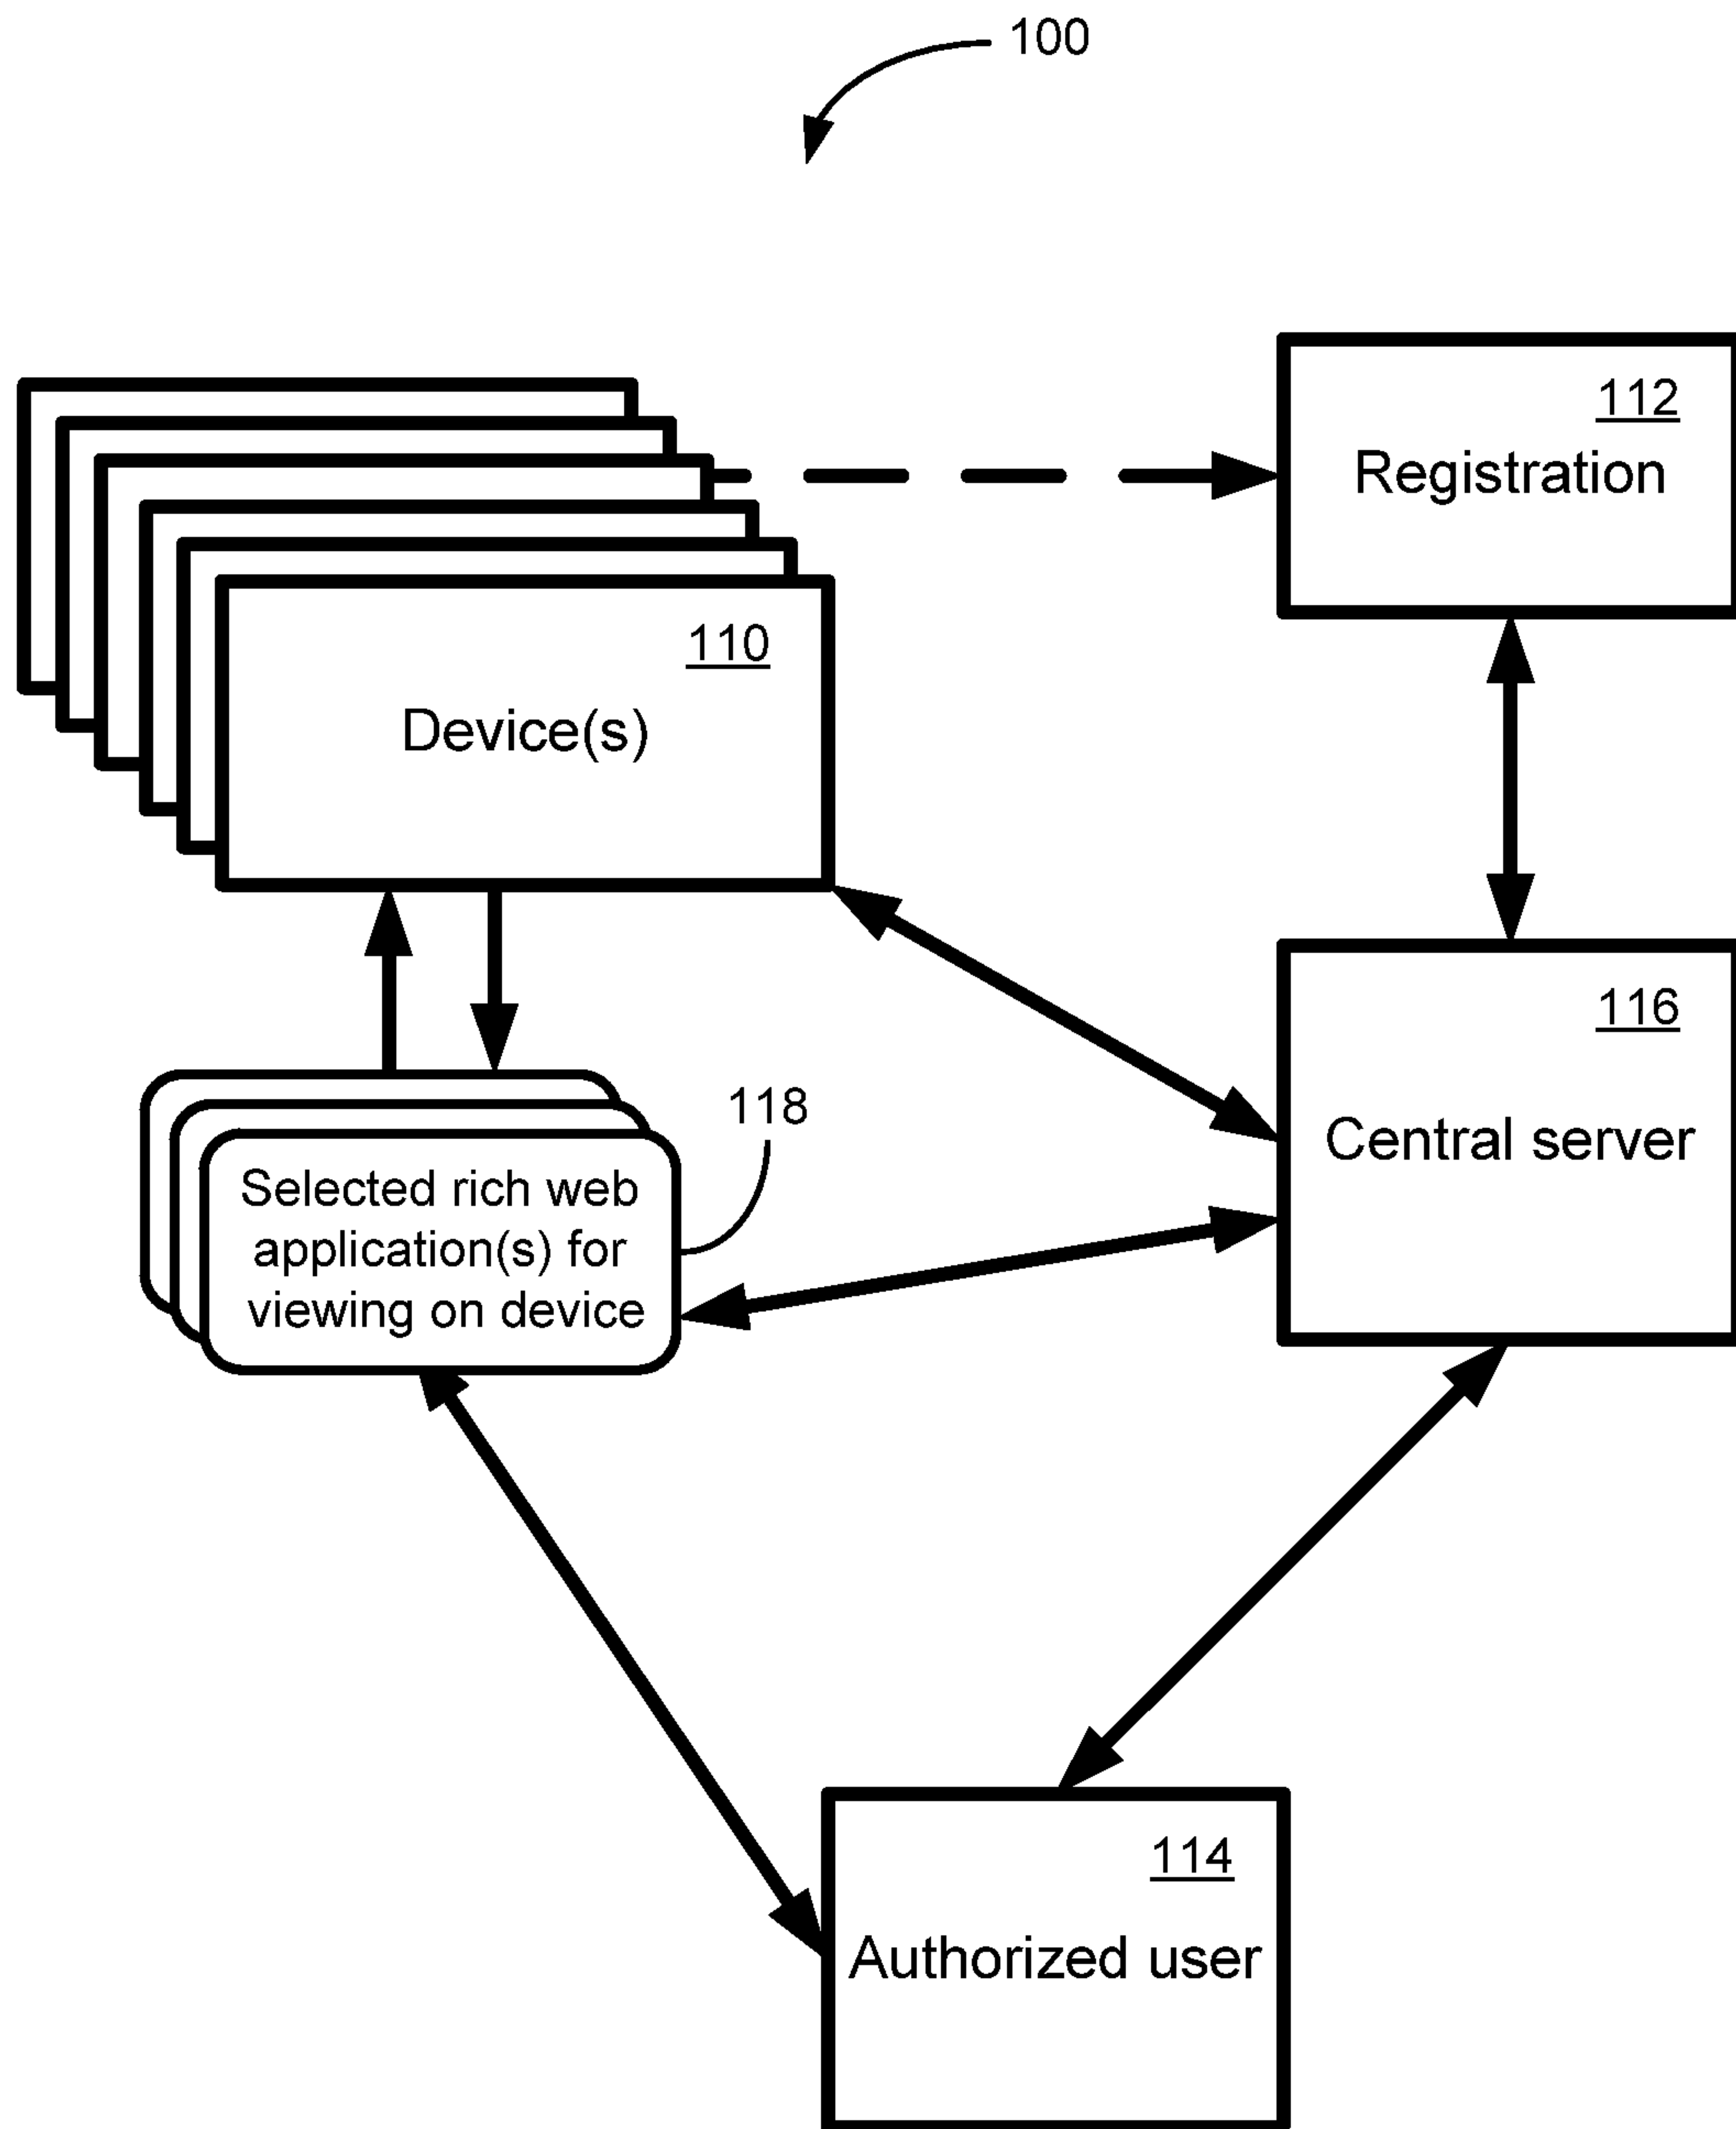 100
112
Registration
110
Device(s)
116
Central server
118
Selected rich web
application(s) for
viewing on device
114
Authorized user